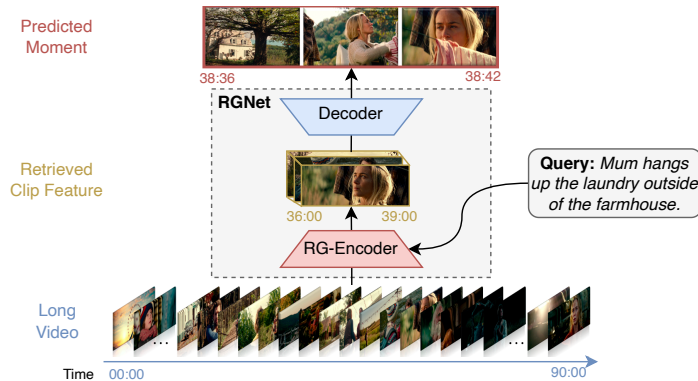 Predicted
Moment
38:36
38:42
RGNet
Decoder
Retrieved
Clip Feature
36:00
39:00
Query: Mum hangs
up the laundry outside
of the farmhouse.
RG-Encoder
Long
Video
...
...
Time
00:00
90:00